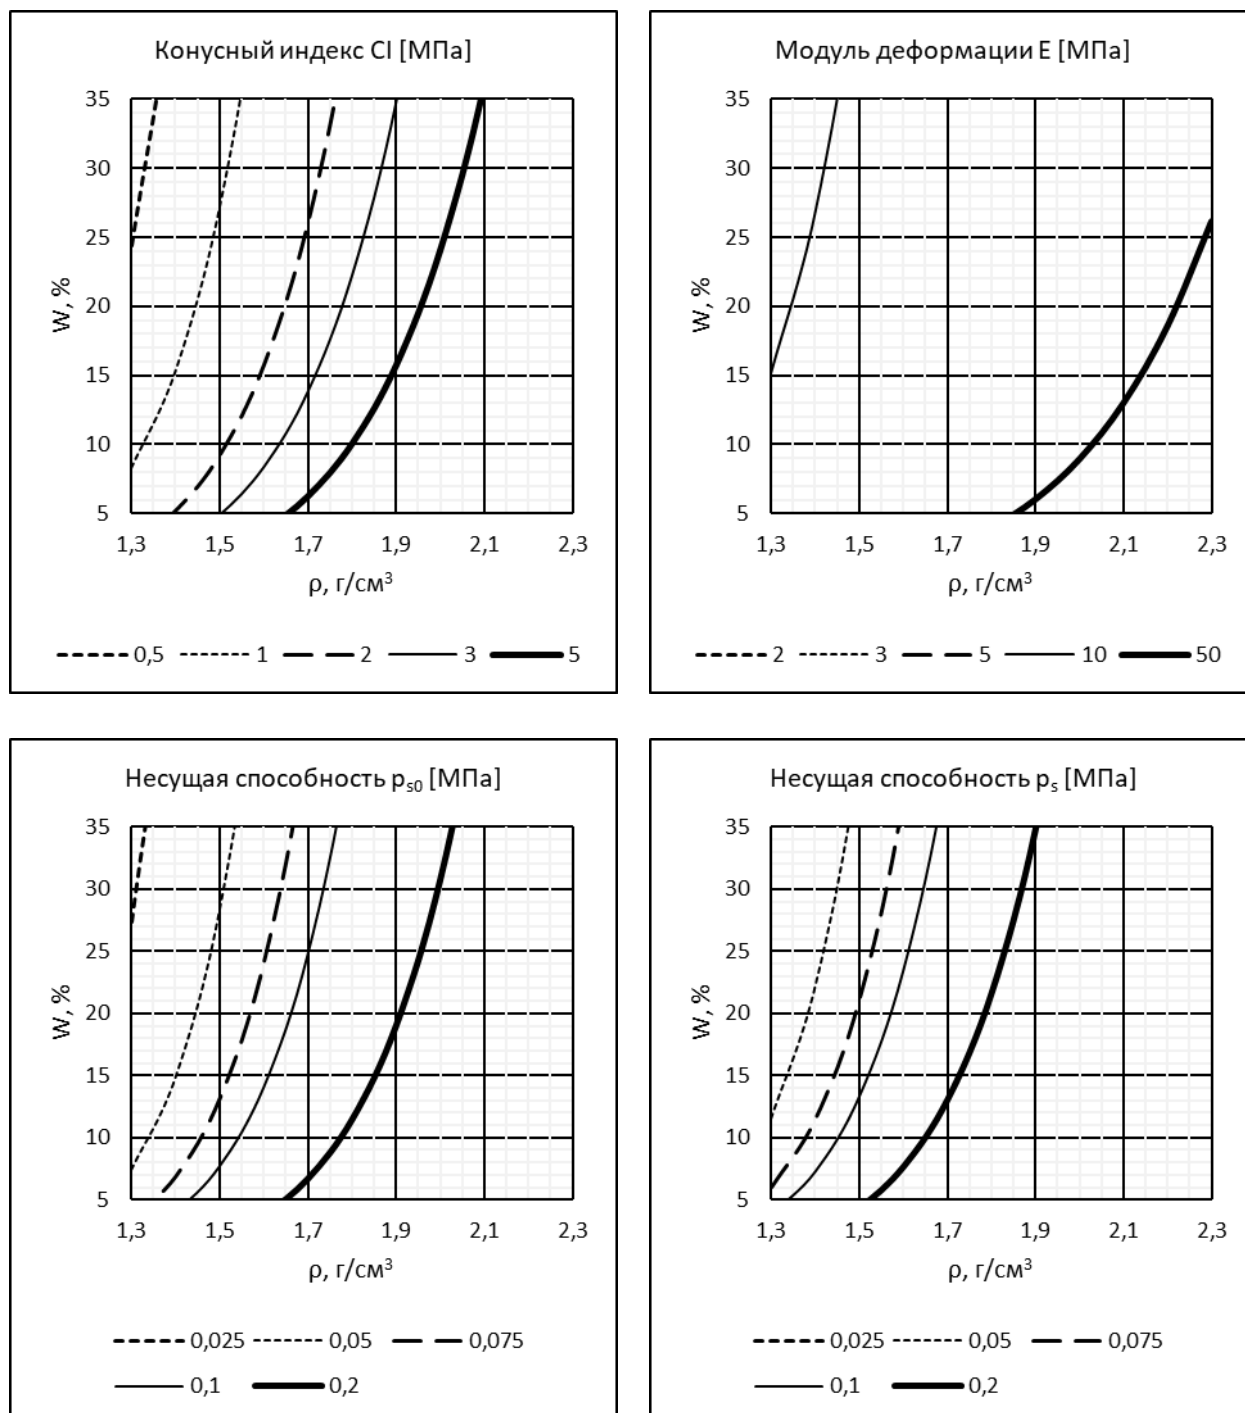 Конусный индекс CI [МПа]
35
30
25
20
15
10
5
W, %
1,3 1,5 1,7 1,9 2,1 2,3
ρ, г/см³
0,5 1 2 3 5
Модуль деформации E [МПа]
35
30
25
20
15
10
5
W, %
1,3 1,5 1,7 1,9 2,1 2,3
ρ, г/см³
2 3 5 10 50
Несущая способность ps0 [МПа]
35
30
25
20
15
10
5
W, %
1,3 1,5 1,7 1,9 2,1 2,3
ρ, г/см³
0,025 0,05 0,075
0,1 0,2
Несущая способность ps [МПа]
35
30
25
20
15
10
5
W, %
1,3 1,5 1,7 1,9 2,1 2,3
ρ, г/см³
0,025 0,05 0,075
0,1 0,2